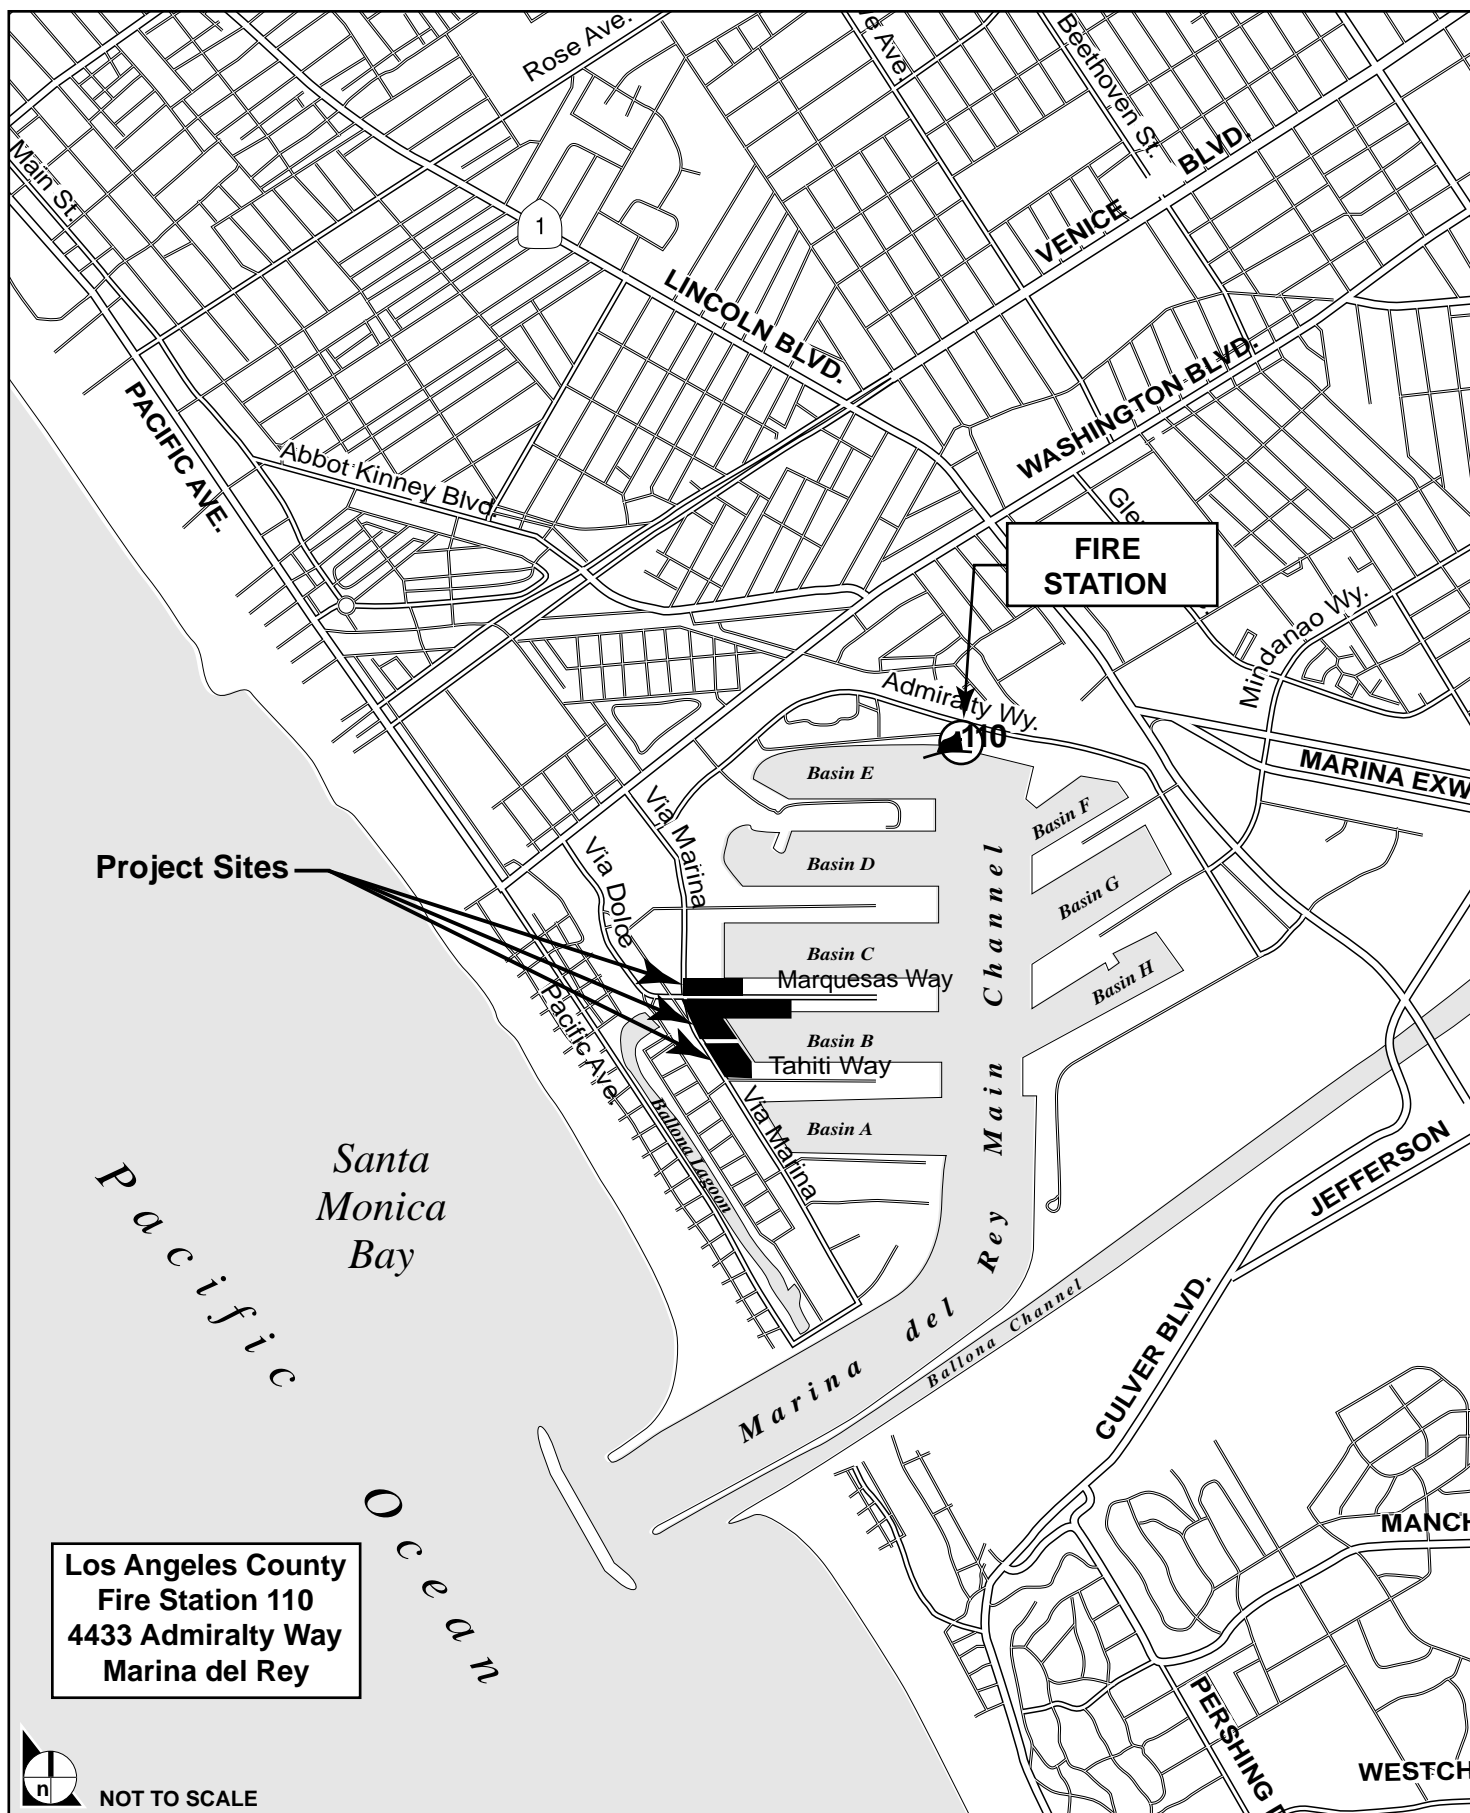 Rose Ave.
Beethoven St.
Main St.
BLVD.
VENICE
1
LINCOLN BLVD.
WASHINGTON BLVD.
PACIFIC AVE.
Abbot Kinney Blvd.
FIRE
STATION
Mindanao Wy.
Admiralty Wy.
110
MARINA EXW
Basin E
Basin F
Via Marina
Via Dolce
Project Sites
Basin D
Basin G
Basin C
Marquesas Way
Basin H
Pacific Ave.
Basin B
Tahiti Way
Via Marina
Basin A
Ballona Lagoon
Marina del Rey Main Channel
Ballona Channel
JEFFERSON
CULVER BLVD.
Santa
Monica
Bay
Pacific Ocean
MANCH
Los Angeles County
Fire Station 110
4433 Admiralty Way
Marina del Rey
PERSHING
WESTCH
n
NOT TO SCALE